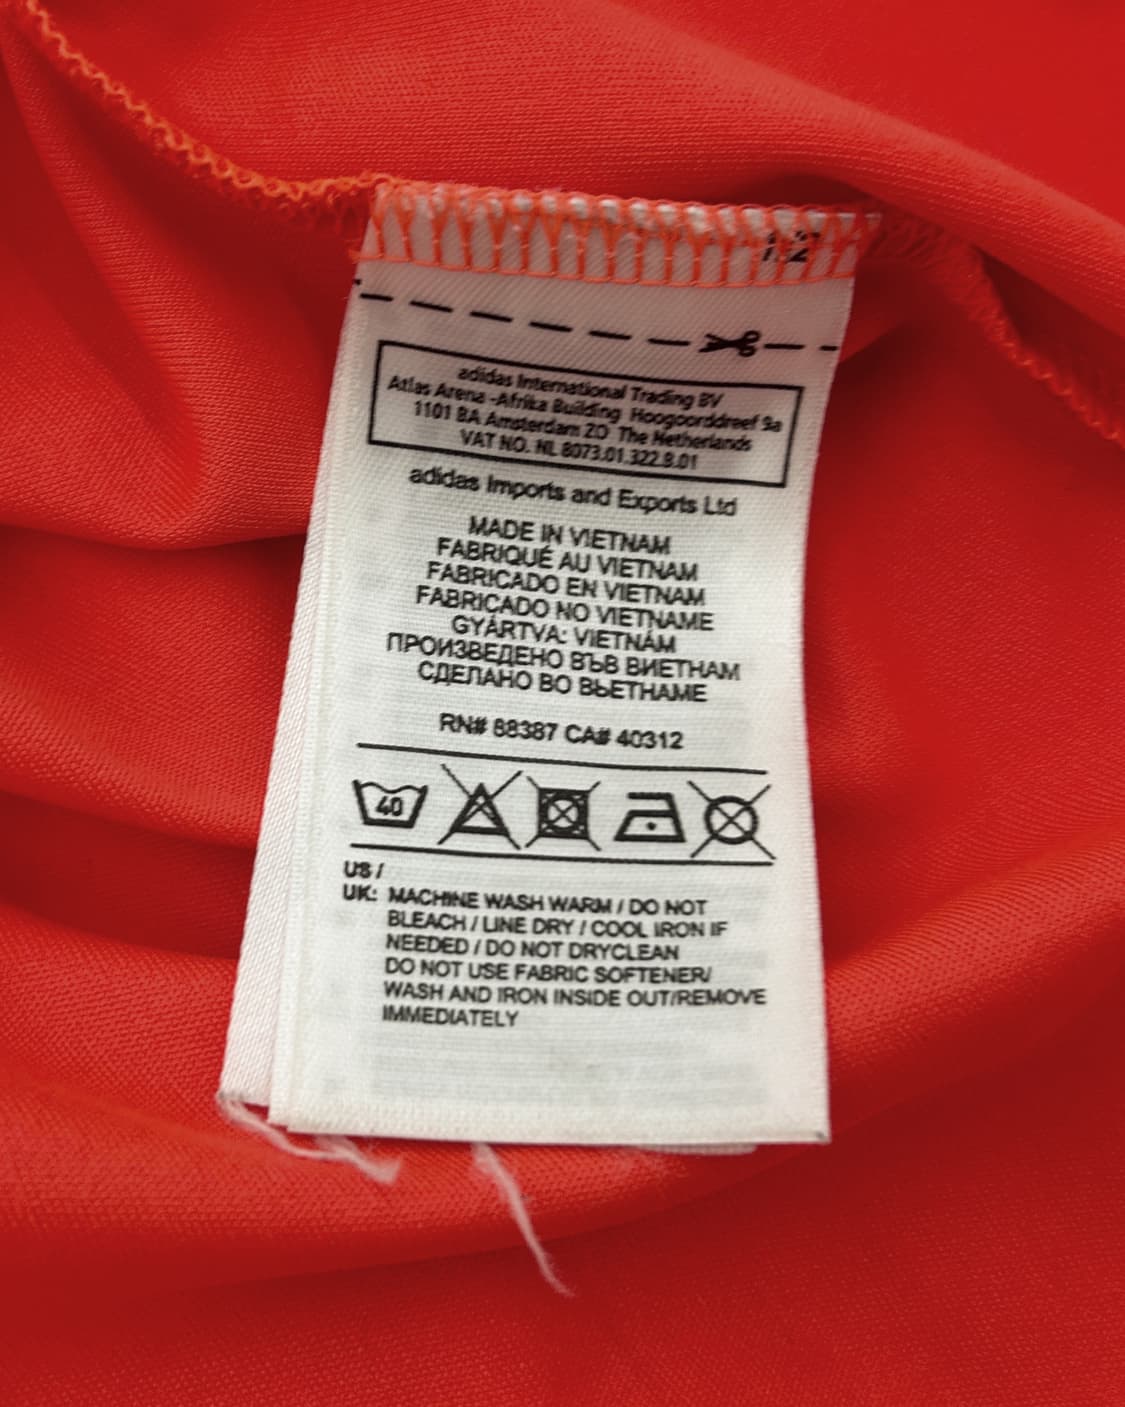 12
adidas International Trading BV
Atlas Arena -Afrika Building Hoogoorddreef 9a
1101 BA Amsterdam ZO The Netherlands
VAT NO. NL 8073.01.322.B.01
adidas Imports and Exports Ltd
MADE IN VIETNAM
FABRIQUÉ AU VIETNAM
FABRICADO EN VIETNAM
FABRICADO NO VIETNAME
GYÁRTVA: VIETNÁM
ПРОИЗВЕДЕНО ВЪВ ВИЕТНАМ
СДЕЛАНО ВО ВЬЕТНАМЕ
RN# 88387 CA# 40312
40
US /
UK: MACHINE WASH WARM / DO NOT
BLEACH / LINE DRY / COOL IRON IF
NEEDED / DO NOT DRYCLEAN
DO NOT USE FABRIC SOFTENER/
WASH AND IRON INSIDE OUT/REMOVE
IMMEDIATELY